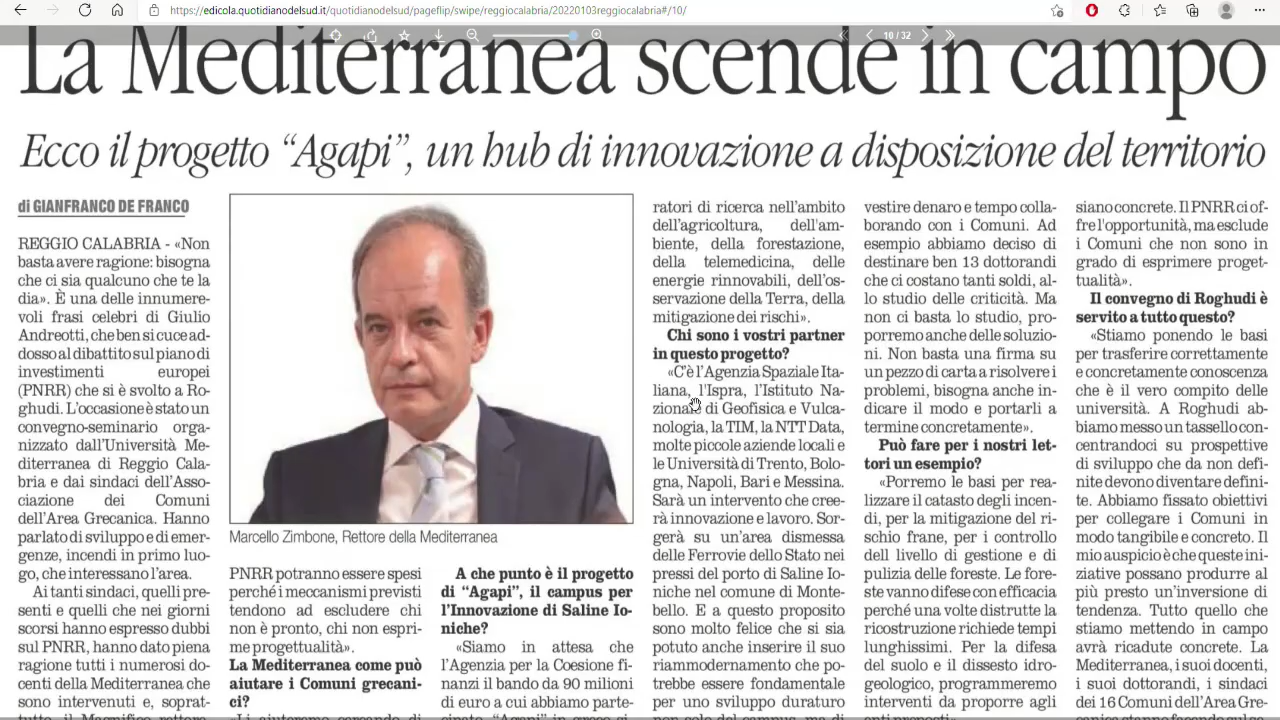 https://edicola.quotidianodelsud.it/quotidianodelsud/pageflip/swipe/reggiocalabria/20220103reggiocalabria#/10/
10 / 32
La Mediterranea scende in campo
Ecco il progetto “Agapi”, un hub di innovazione a disposizione del territorio
di GIANFRANCO DE FRANCO
REGGIO CALABRIA - «Non
basta avere ragione: bisogna
che ci sia qualcuno che te la
dia». È una delle innumere-
voli frasi celebri di Giulio
Andreotti, che ben si cuce ad-
dosso al dibattito sul piano di
investimenti europei
(PNRR) che si è svolto a Ro-
ghudi. L'occasione è stato un
convegno-seminario orga-
nizzato dall'Università Me-
diterranea di Reggio Cala-
bria e dai sindaci dell'Asso-
ciazione dei Comuni
dell'Area Grecanica. Hanno
parlato di sviluppo e di emer-
genze, incendi in primo luo-
go, che interessano l'area.
Ai tanti sindaci, quelli pre-
senti e quelli che nei giorni
scorsi hanno espresso dubbi
sul PNRR, hanno dato piena
ragione tutti i numerosi do-
centi della Mediterranea che
sono intervenuti e, soprat-
tutto, il Magnifico rettore
Marcello Zimbone, Rettore della Mediterranea
PNRR potranno essere spesi
perché i meccanismi previsti
tendono ad escludere chi
non è pronto, chi non espri-
me progettualità».
La Mediterranea come può
aiutare i Comuni grecani-
ci?
«Li aiuteremo cercando di
A che punto è il progetto
di “Agapi”, il campus per
l'Innovazione di Saline Io-
niche?
«Siamo in attesa che
l'Agenzia per la Coesione fi-
nanzi il bando da 90 milioni
di euro a cui abbiamo parte-
cipato. “Agapi” in greco si-
ratori di ricerca nell'ambito
dell'agricoltura, dell'am-
biente, della forestazione,
della telemedicina, delle
energie rinnovabili, dell'os-
servazione della Terra, della
mitigazione dei rischi».
Chi sono i vostri partner
in questo progetto?
«C'è l'Agenzia Spaziale Ita-
liana, l'Ispra, l'Istituto Na-
zionale di Geofisica e Vulca-
nologia, la TIM, la NTT Data,
molte piccole aziende locali e
le Università di Trento, Bolo-
gna, Napoli, Bari e Messina.
Sarà un intervento che cree-
rà innovazione e lavoro. Sor-
gerà su un'area dismessa
delle Ferrovie dello Stato nei
pressi del porto di Saline Io-
niche nel comune di Monte-
bello. E a questo proposito
sono molto felice che si sia
potuto anche inserire il suo
riammodernamento che po-
trebbe essere fondamentale
per uno sviluppo duraturo
non solo del campus, ma di
vestire denaro e tempo colla-
borando con i Comuni. Ad
esempio abbiamo deciso di
destinare ben 13 dottorandi
che ci costano tanti soldi, al-
lo studio delle criticità. Ma
non ci basta lo studio, pro-
porremo anche delle soluzio-
ni. Non basta una firma su
un pezzo di carta a risolvere i
problemi, bisogna anche in-
dicare il modo e portarli a
termine concretamente».
Può fare per i nostri let-
tori un esempio?
«Porremo le basi per rea-
lizzare il catasto degli incen-
di, per la mitigazione del ri-
schio frane, per i controllo
del livello di gestione e di
pulizia delle foreste. Le fore-
ste vanno difese con efficacia
perché una volta distrutte la
ricostruzione richiede tempi
lunghissimi. Per la difesa
del suolo e il dissesto idro-
geologico, programmeremo
interventi da proporre agli
enti preposti».
siano concrete. Il PNRR ci of-
fre l'opportunità, ma esclude
i Comuni che non sono in
grado di esprimere proget-
tualità».
Il convegno di Roghudi è
servito a tutto questo?
«Stiamo ponendo le basi
per trasferire correttamente
e concretamente conoscenza
che è il vero compito delle
università. A Roghudi ab-
biamo messo un tassello con-
centrandoci su prospettive
di sviluppo che da non defi-
nite devono diventare defini-
te. Abbiamo fissato obiettivi
per collegare i Comuni in
modo tangibile e concreto. Il
mio auspicio è che queste ini-
ziative possano produrre al
più presto un'inversione di
tendenza. Tutto quello che
stiamo mettendo in campo
avrà ricadute concrete. La
Mediterranea, i suoi docenti,
i suoi dottorandi, i sindaci
dei 16 Comuni dell'Area Gre-